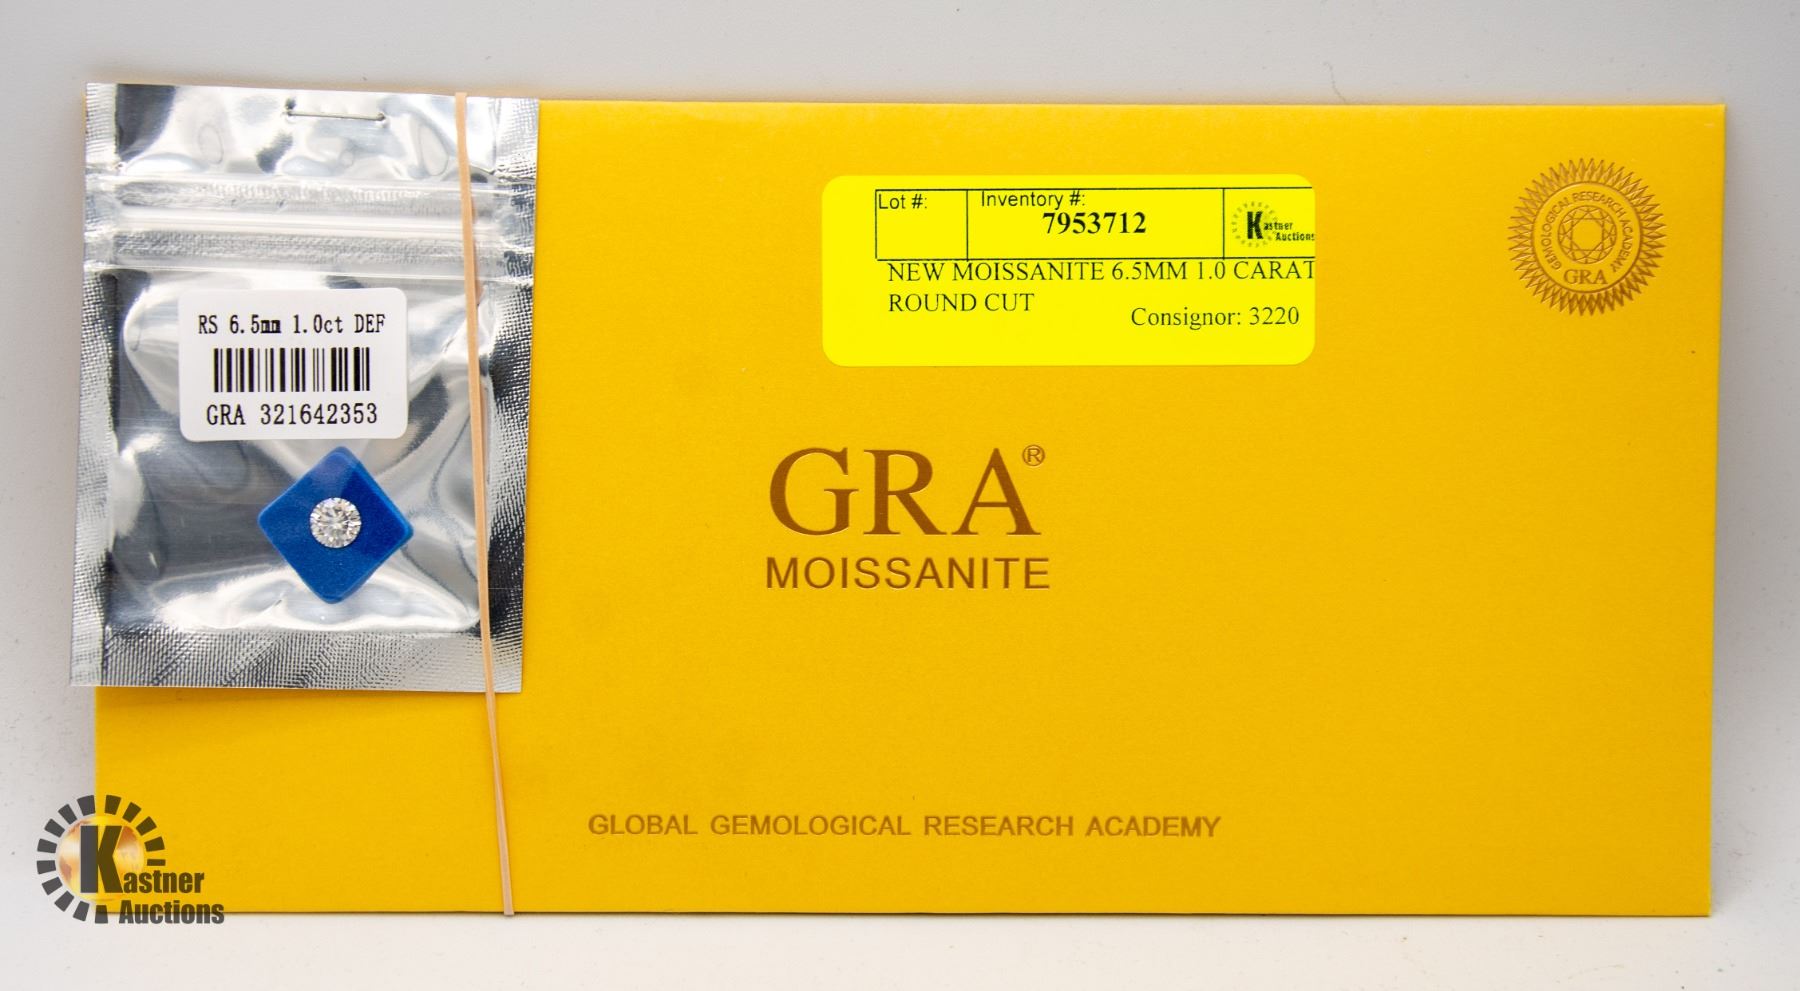 RS 6.5mm 1.0ct DEF
GRA 321642353
Lot #:
Inventory #:
7953712
Kastner
Auctions
NEW MOISSANITE 6.5MM 1.0 CARAT
ROUND CUT
Consignor: 3220
GEMOLOGICAL RESEARCH ACADEMY
GRA
GRA®
MOISSANITE
GLOBAL GEMOLOGICAL RESEARCH ACADEMY
Kastner
Auctions